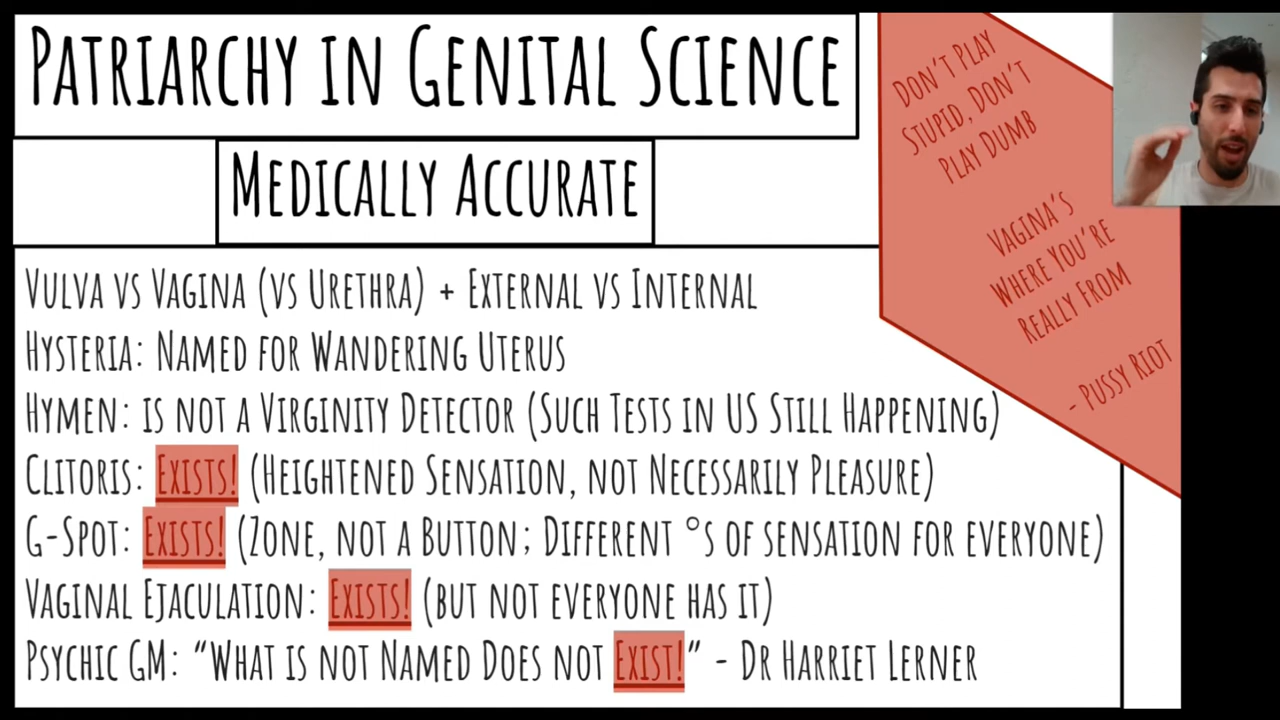 Patriarchy in Genital Science
Medically Accurate
Vulva vs Vagina (vs Urethra) + External vs Internal
Hysteria: Named for Wandering Uterus
Hymen: is not a Virginity Detector (Such Tests in US Still Happening)
Clitoris: Exists! (Heightened Sensation, not Necessarily Pleasure)
G-Spot: Exists! (Zone, not a Button; Different °s of sensation for everyone)
Vaginal Ejaculation: Exists! (but not everyone has it)
Psychic GM: “What is not Named Does not Exist!” - Dr Harriet Lerner
Don't Play
Stupid, Don't
Play Dumb
Vagina's
Where You're
Really From
- Pussy Riot